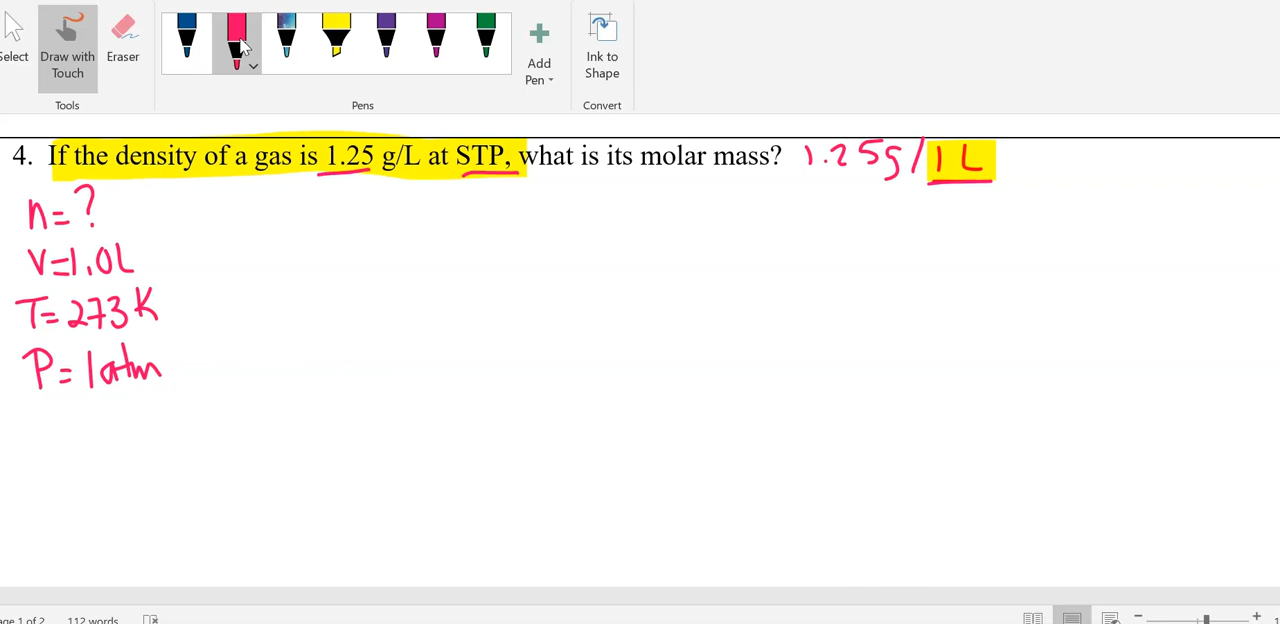 Select
Draw with Touch
Eraser
Add Pen
Ink to Shape
Tools
Pens
Convert
4. If the density of a gas is 1.25 g/L at STP, what is its molar mass? 1.25g/1L
n=?
V=1.0L
T=273K
P=1atm
age 1 of 2 112 words